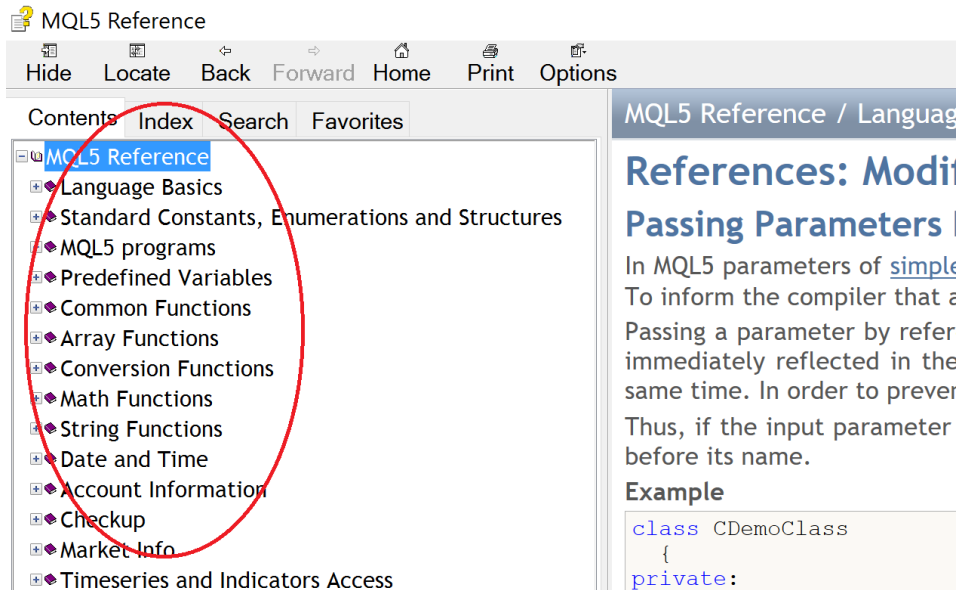 MQL5 Reference
Hide Locate Back Forward Home Print Options
Contents Index Search Favorites
MQL5 Reference
Language Basics
Standard Constants, Enumerations and Structures
MQL5 programs
Predefined Variables
Common Functions
Array Functions
Conversion Functions
Math Functions
String Functions
Date and Time
Account Information
Checkup
Market Info
Timeseries and Indicators Access
MQL5 Reference / Languag
References: Modif
Passing Parameters
In MQL5 parameters of simple
To inform the compiler that a
Passing a parameter by refer
immediately reflected in the
same time. In order to preven
Thus, if the input parameter
before its name.
Example
class CDemoClass
{
private: